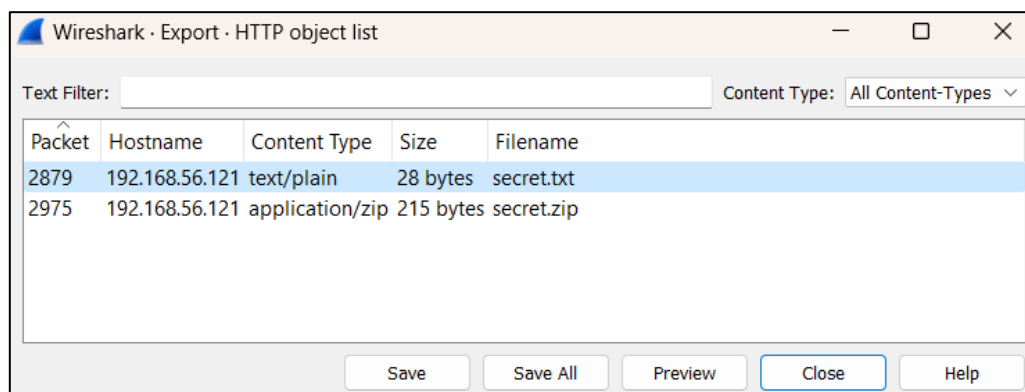 Wireshark · Export · HTTP object list
Text Filter: Content Type: All Content-Types
Packet Hostname Content Type Size Filename
2879 192.168.56.121 text/plain 28 bytes secret.txt
2975 192.168.56.121 application/zip 215 bytes secret.zip
Save Save All Preview Close Help